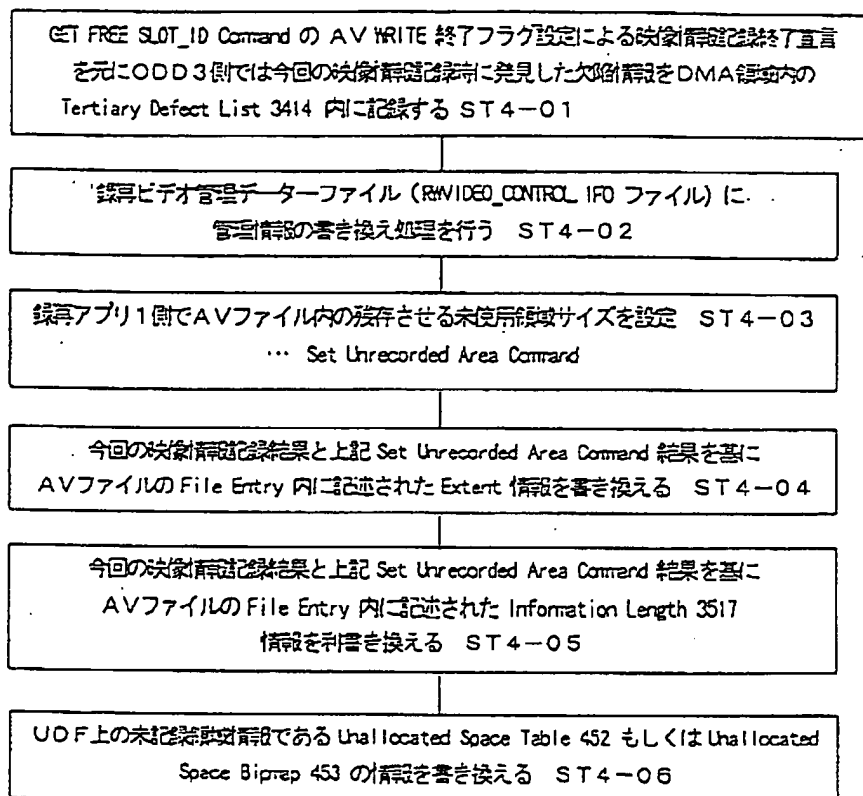 GET FREE SLOT_ID Command の AV WRITE 終了フラグ設定による映像情報記録終了宣言
を元にODD3側では今回の映像情報記録時に発見した欠陥情報をDMA領域内の
Tertiary Defect List 3414 内に記録する ST4-01
録再ビデオ管理データーファイル (RWVIDEO_CONTROL. IFO ファイル) に
管理情報の書き換え処理を行う ST4-02
録再アプリ1側でAVファイル内の残存させる未使用領域サイズを設定 ST4-03
… Set Unrecorded Area Command
今回の映像情報記録結果と上記 Set Unrecorded Area Command 結果を基に
AVファイルの File Entry 内に記述された Extent 情報を書き換える ST4-04
今回の映像情報記録結果と上記 Set Unrecorded Area Command 結果を基に
AVファイルの File Entry 内に記述された Information Length 3517
情報を利書き換える ST4-05
UDF上の未記録領域情報である Unallocated Space Table 452 もしくは Unallocated
Space Bitmap 453 の情報を書き換える ST4-06